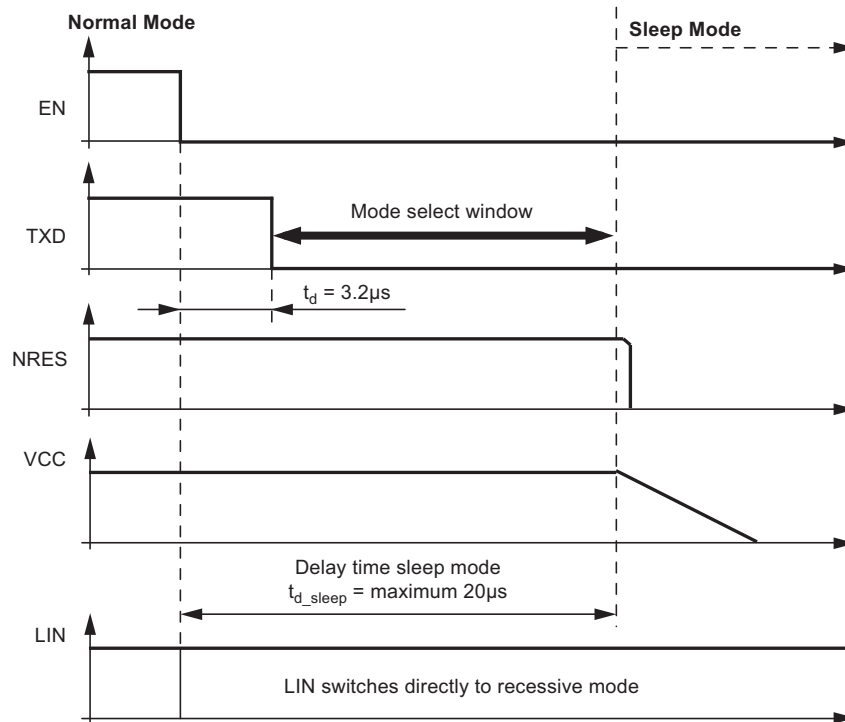 Normal Mode
Sleep Mode
EN
TXD
Mode select window
t_d = 3.2µs
NRES
VCC
Delay time sleep mode
t_d_sleep = maximum 20µs
LIN
LIN switches directly to recessive mode